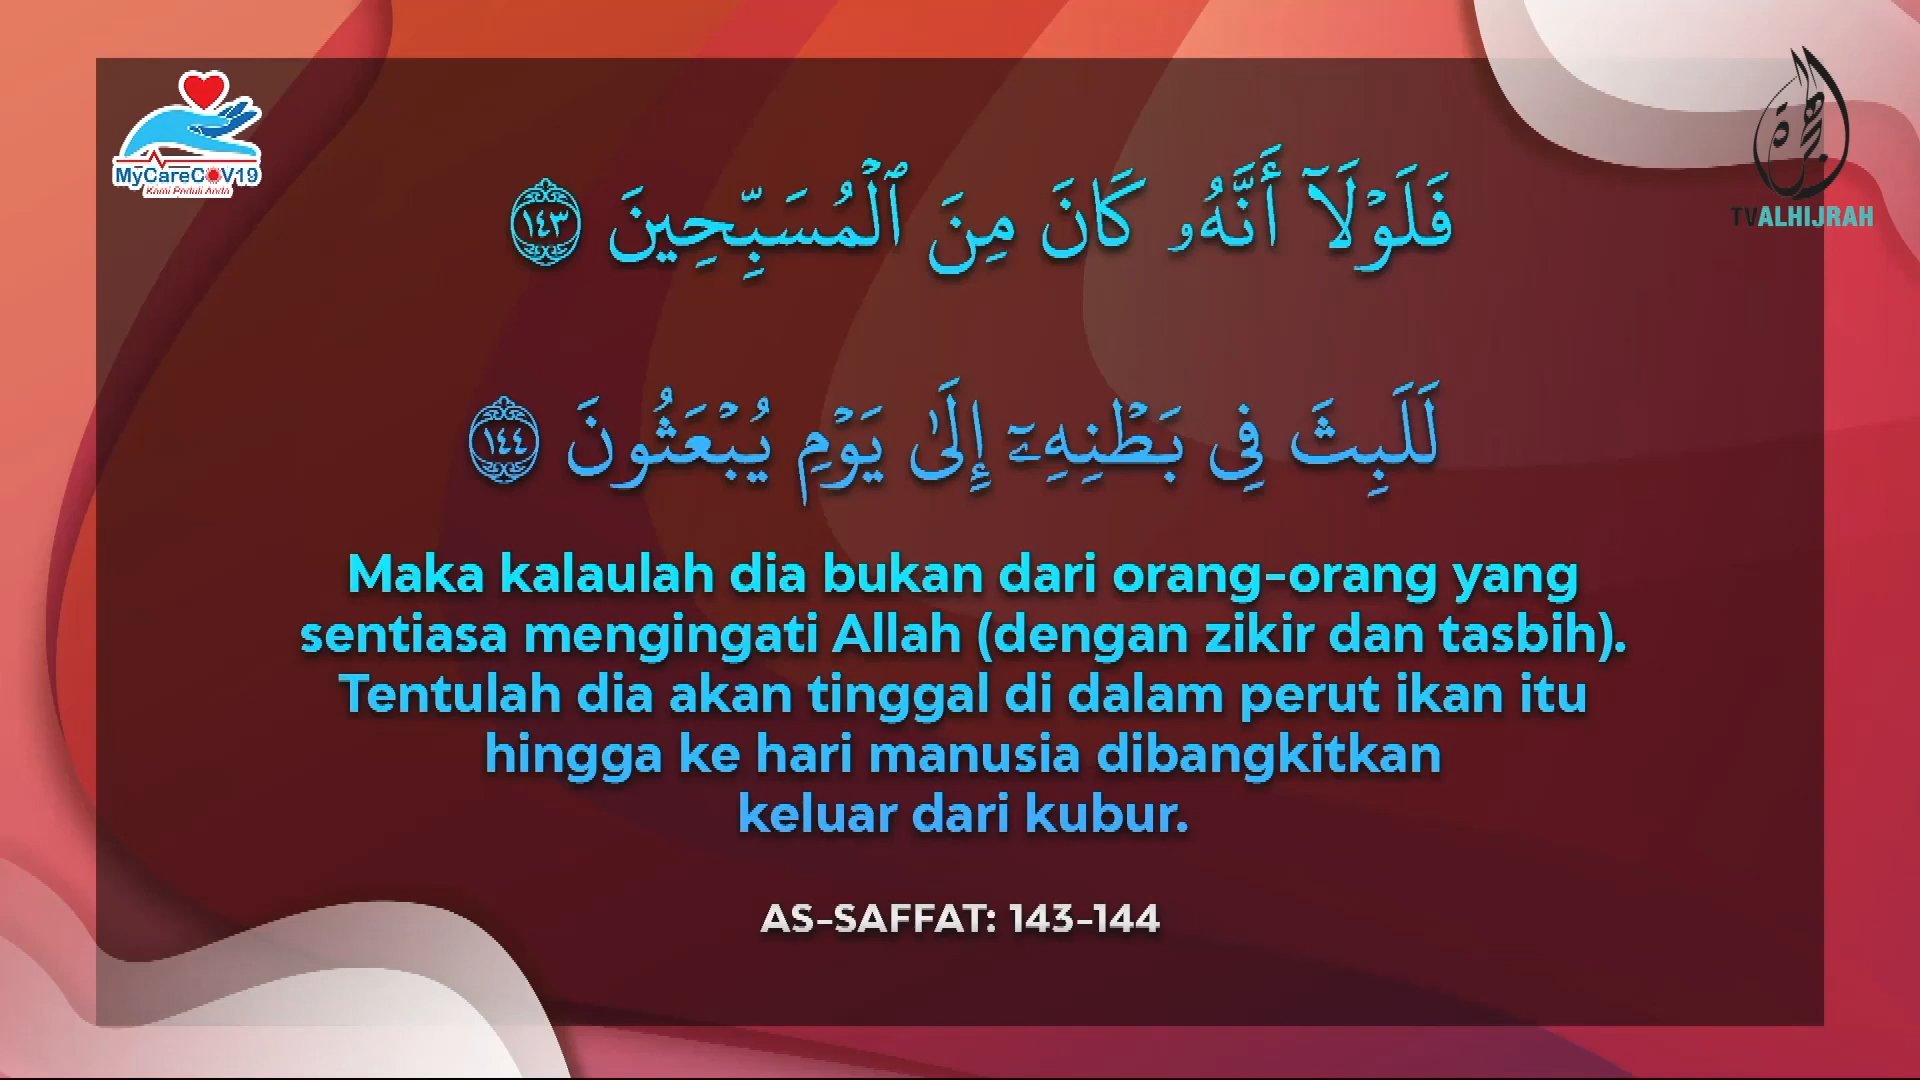 MyCareCOV19
Kami Peduli Anda
هجرة
TVALHIJRAH
فَلَوْلَآ أَنَّهُۥ كَانَ مِنَ ٱلْمُسَبِّحِينَ ١٤٣
لَلَبِثَ فِى بَطْنِهِۦٓ إِلَىٰ يَوْمِ يُبْعَثُونَ ١٤٤
Maka kalaulah dia bukan dari orang-orang yang
sentiasa mengingati Allah (dengan zikir dan tasbih).
Tentulah dia akan tinggal di dalam perut ikan itu
hingga ke hari manusia dibangkitkan
keluar dari kubur.
AS-SAFFAT: 143-144